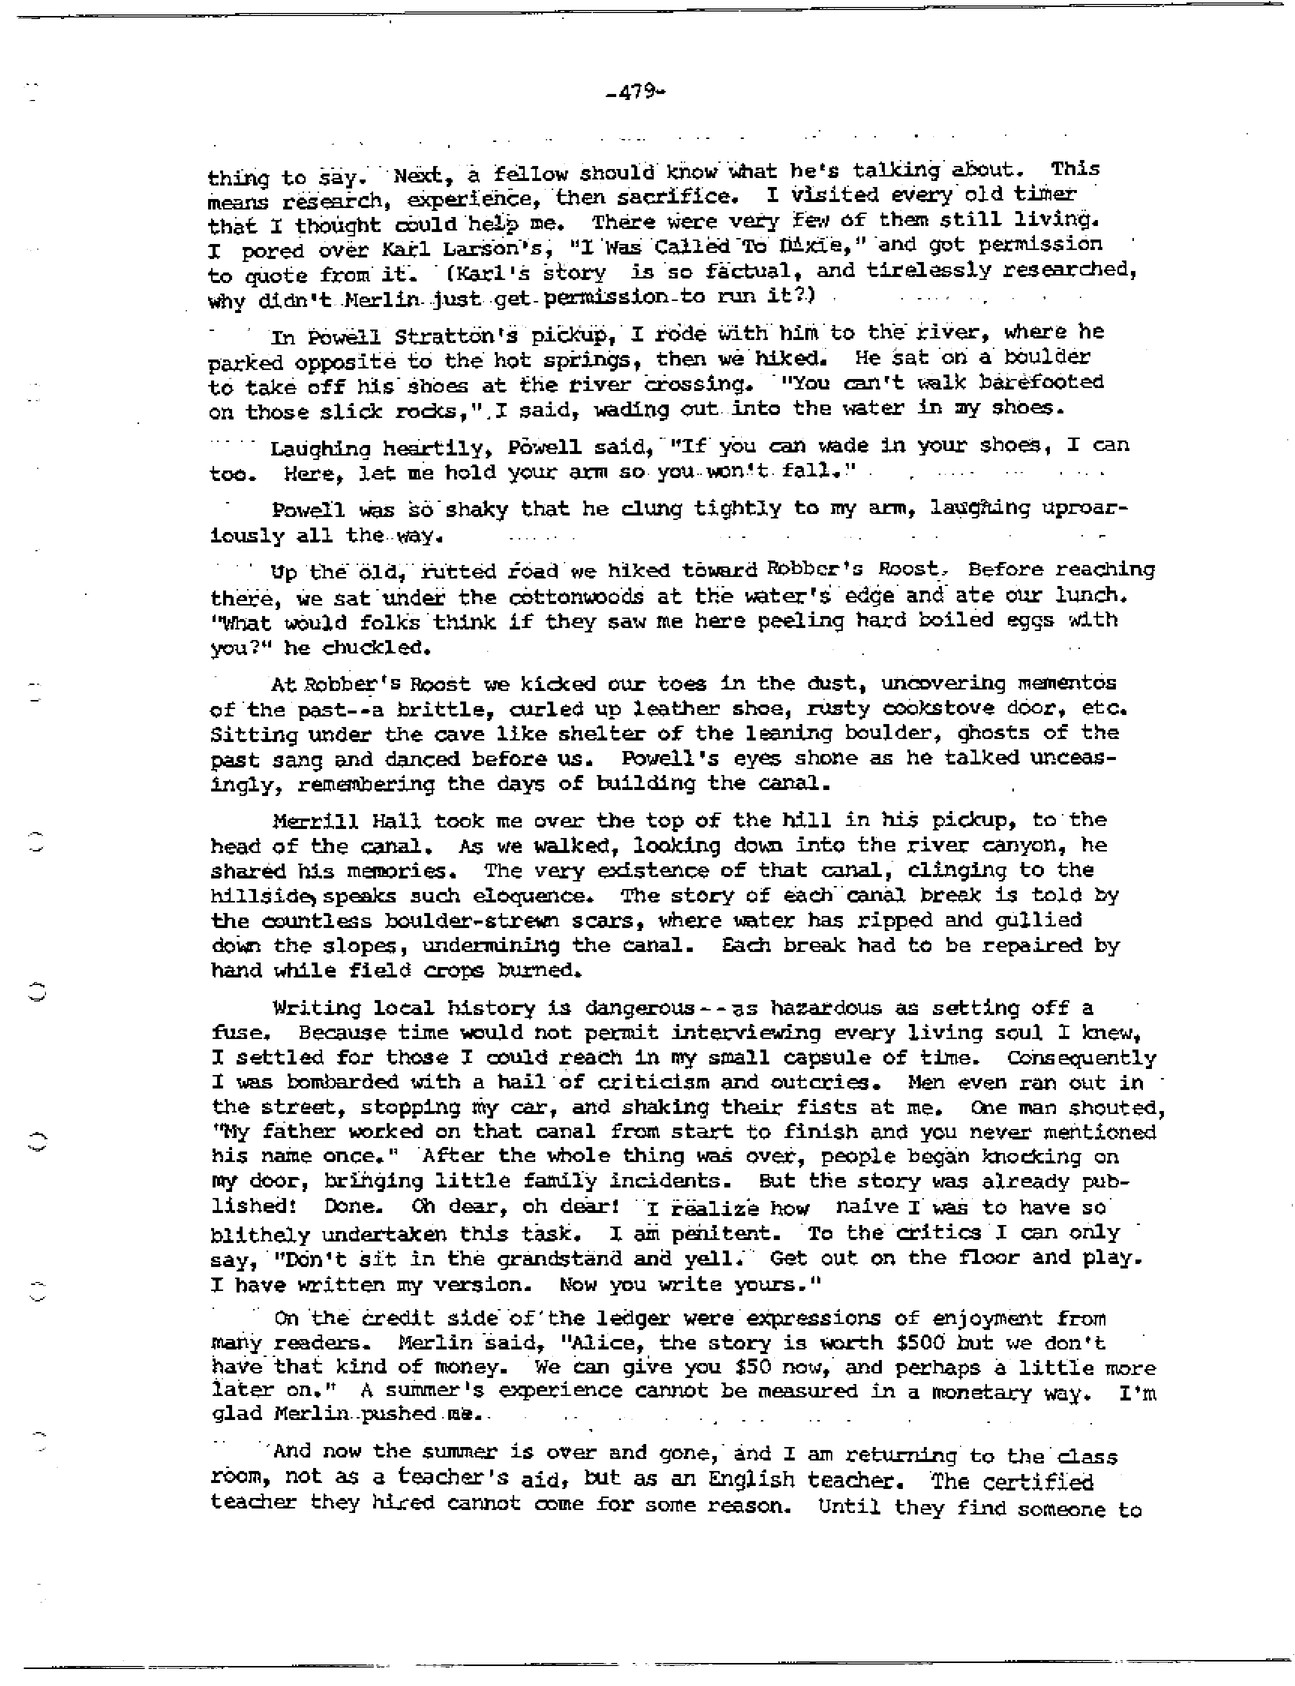 -479-
thing to say. Next, a fellow should know what he's talking about. This
means research, experience, then sacrifice. I visited every old timer
that I thought could help me. There were very few of them still living.
I pored over Karl Larson's, "I Was Called To Dixie," and got permission
to quote from it. (Karl's story is so factual, and tirelessly researched,
why didn't Merlin just get permission to run it?)
In Powell Stratton's pickup, I rode with him to the river, where he
parked opposite to the hot springs, then we hiked. He sat on a boulder
to take off his shoes at the river crossing. "You can't walk barefooted
on those slick rocks," I said, wading out into the water in my shoes.
Laughing heartily, Powell said, "If you can wade in your shoes, I can
too. Here, let me hold your arm so you won't fall."
Powell was so shaky that he clung tightly to my arm, laughing uproar-
iously all the way.
Up the old, rutted road we hiked toward Robber's Roost. Before reaching
there, we sat under the cottonwoods at the water's edge and ate our lunch.
"What would folks think if they saw me here peeling hard boiled eggs with
you?" he chuckled.
At Robber's Roost we kicked our toes in the dust, uncovering mementos
of the past--a brittle, curled up leather shoe, rusty cookstove door, etc.
Sitting under the cave like shelter of the leaning boulder, ghosts of the
past sang and danced before us. Powell's eyes shone as he talked unceas-
ingly, remembering the days of building the canal.
Merrill Hall took me over the top of the hill in his pickup, to the
head of the canal. As we walked, looking down into the river canyon, he
shared his memories. The very existence of that canal, clinging to the
hillside, speaks such eloquence. The story of each canal break is told by
the countless boulder-strewn scars, where water has ripped and gullied
down the slopes, undermining the canal. Each break had to be repaired by
hand while field crops burned.
Writing local history is dangerous--as hazardous as setting off a
fuse. Because time would not permit interviewing every living soul I knew,
I settled for those I could reach in my small capsule of time. Consequently
I was bombarded with a hail of criticism and outcries. Men even ran out in
the street, stopping my car, and shaking their fists at me. One man shouted,
"My father worked on that canal from start to finish and you never mentioned
his name once." After the whole thing was over, people began knocking on
my door, bringing little family incidents. But the story was already pub-
lished! Done. Oh dear, oh dear! I realize how naive I was to have so
blithely undertaken this task. I am penitent. To the critics I can only
say, "Don't sit in the grandstand and yell. Get out on the floor and play.
I have written my version. Now you write yours."
On the credit side of the ledger were expressions of enjoyment from
many readers. Merlin said, "Alice, the story is worth $500 but we don't
have that kind of money. We can give you $50 now, and perhaps a little more
later on." A summer's experience cannot be measured in a monetary way. I'm
glad Merlin pushed me.
And now the summer is over and gone, and I am returning to the class
room, not as a teacher's aid, but as an English teacher. The certified
teacher they hired cannot come for some reason. Until they find someone to